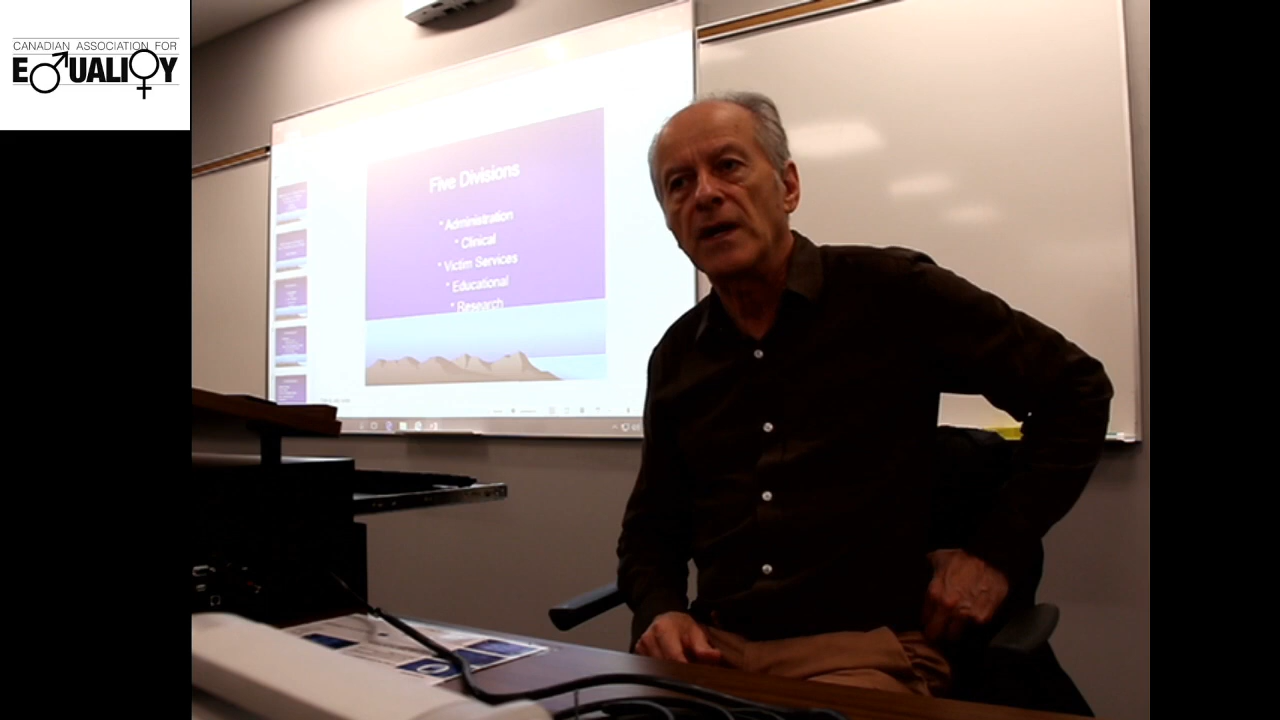 CANADIAN ASSOCIATION FOR
EQUALITY
Five Divisions
* Administration
* Clinical
* Victim Services
* Educational
* Research